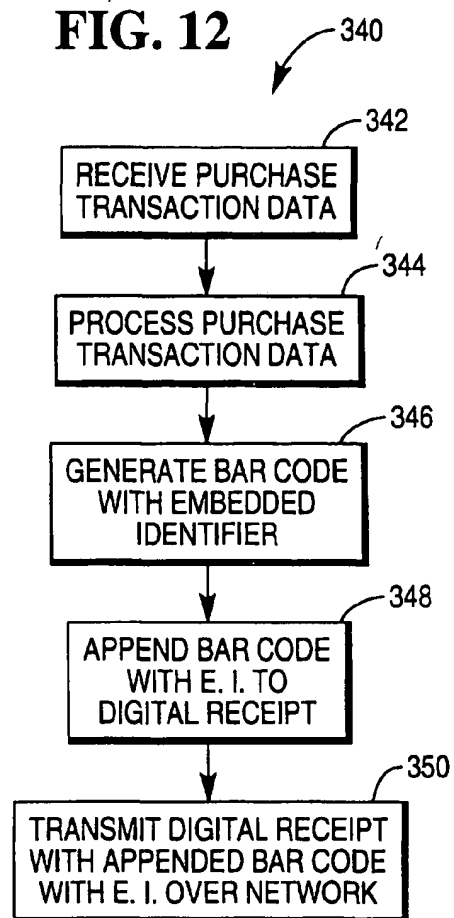 FIG. 12
340
342
RECEIVE PURCHASE
TRANSACTION DATA
344
PROCESS PURCHASE
TRANSACTION DATA
346
GENERATE BAR CODE
WITH EMBEDDED
IDENTIFIER
348
APPEND BAR CODE
WITH E. I. TO
DIGITAL RECEIPT
350
TRANSMIT DIGITAL RECEIPT
WITH APPENDED BAR CODE
WITH E. I. OVER NETWORK